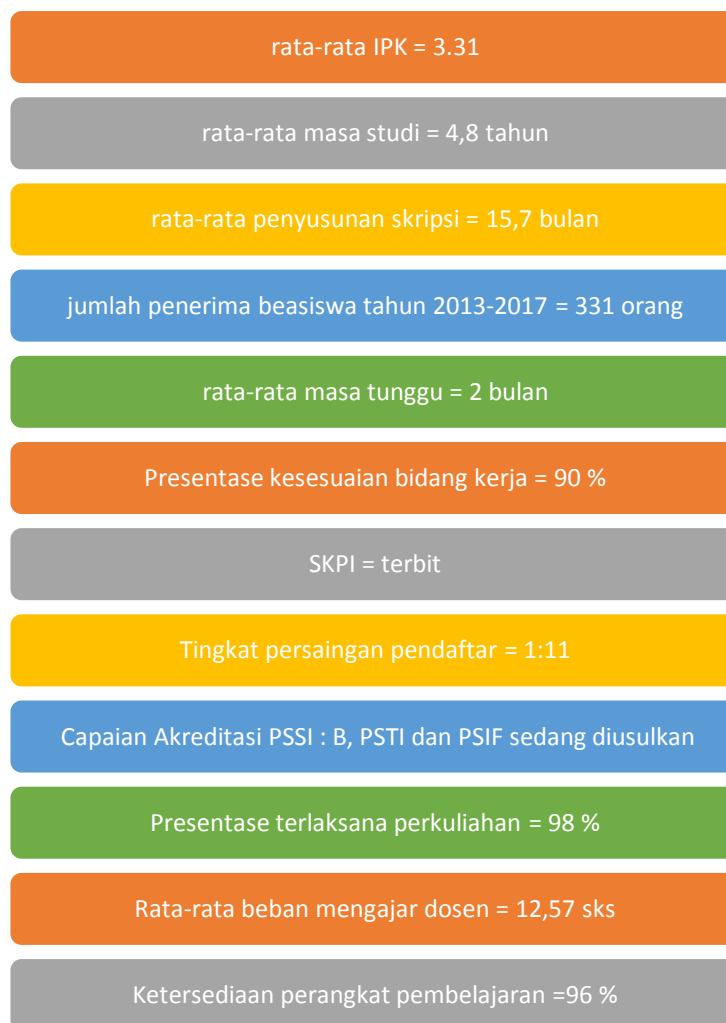 rata-rata IPK = 3.31
rata-rata masa studi = 4,8 tahun
rata-rata penyusunan skripsi = 15,7 bulan
jumlah penerima beasiswa tahun 2013-2017 = 331 orang
rata-rata masa tunggu = 2 bulan
Presentase kesesuaian bidang kerja = 90 %
SKPI = terbit
Tingkat persaingan pendaftar = 1:11
Capaian Akreditasi PSSI : B, PSTI dan PSIF sedang diusulkan
Presentase terlaksana perkuliahan = 98 %
Rata-rata beban mengajar dosen = 12,57 sks
Ketersediaan perangkat pembelajaran =96 %